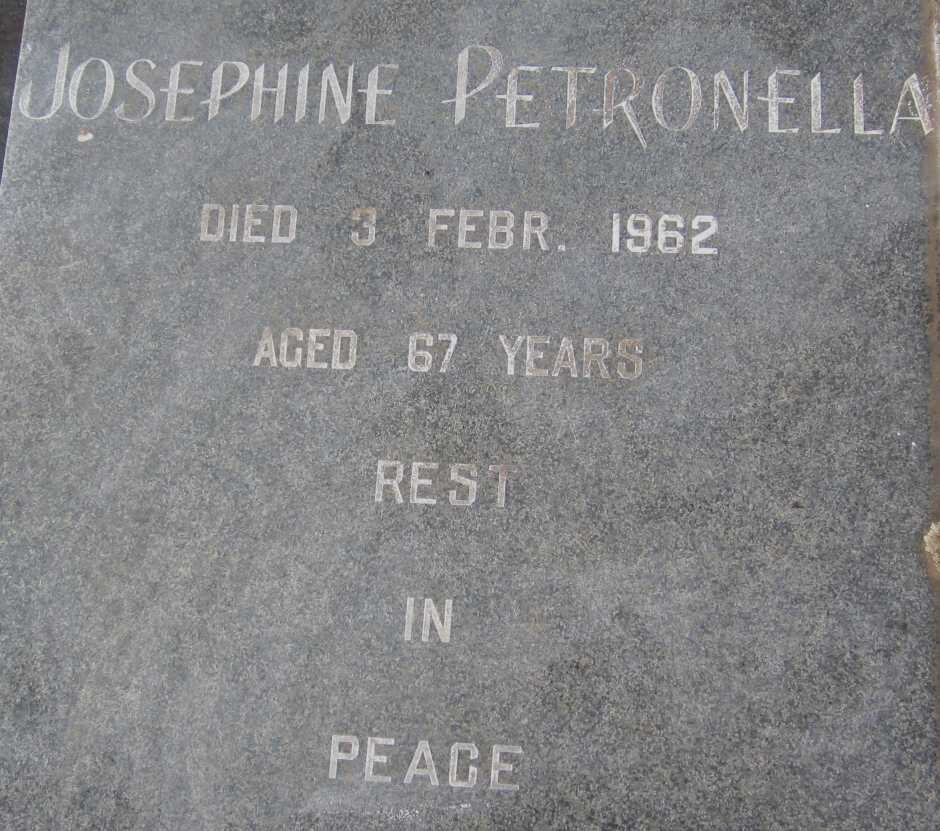 JOSEPHINE PETRONELLA
DIED 3 FEBR. 1962
AGED 67 YEARS
REST
IN
PEACE